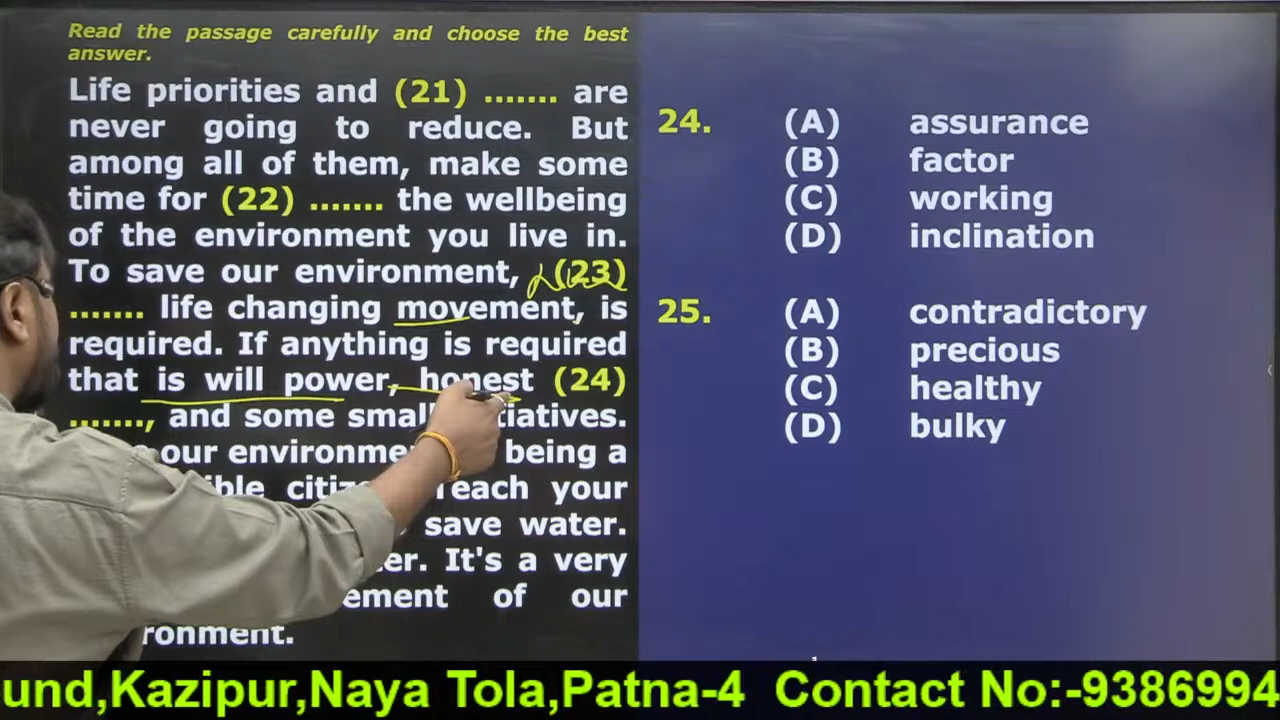 Read the passage carefully and choose the best
answer.
Life priorities and (21) ....... are
never going to reduce. But
among all of them, make some
time for (22) ....... the wellbeing
of the environment you live in.
To save our environment, (23)
....... life changing movement, is
required. If anything is required
that is will power, honest (24)
......., and some small
our environme being a
Teach your
save water.
It's a very
of our
24. (A) assurance
(B) factor
(C) working
(D) inclination
25. (A) contradictory
(B) precious
(C) healthy
(D) bulky
und,Kazipur,Naya Tola,Patna-4 Contact No:-9386994